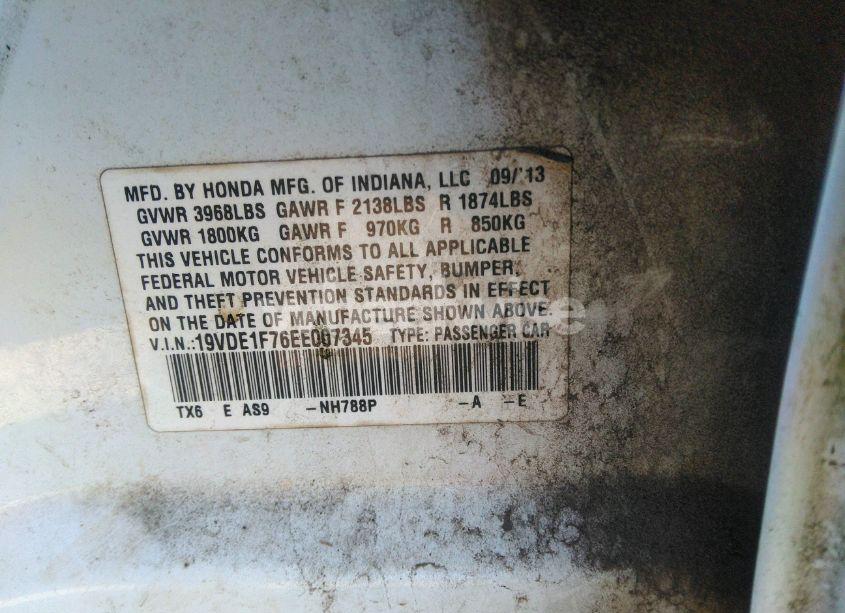 MFD. BY HONDA MFG. OF INDIANA, LLC 09/'13
GVWR 3968LBS GAWR F 2138LBS R 1874LBS
GVWR 1800KG GAWR F 970KG R 850KG
THIS VEHICLE CONFORMS TO ALL APPLICABLE
FEDERAL MOTOR VEHICLE SAFETY, BUMPER,
AND THEFT PREVENTION STANDARDS IN EFFECT
ON THE DATE OF MANUFACTURE SHOWN ABOVE.
V.I.N.:19VDE1F76EE007345 TYPE: PASSENGER CAR
TX6 E AS9 -NH788P -A -E